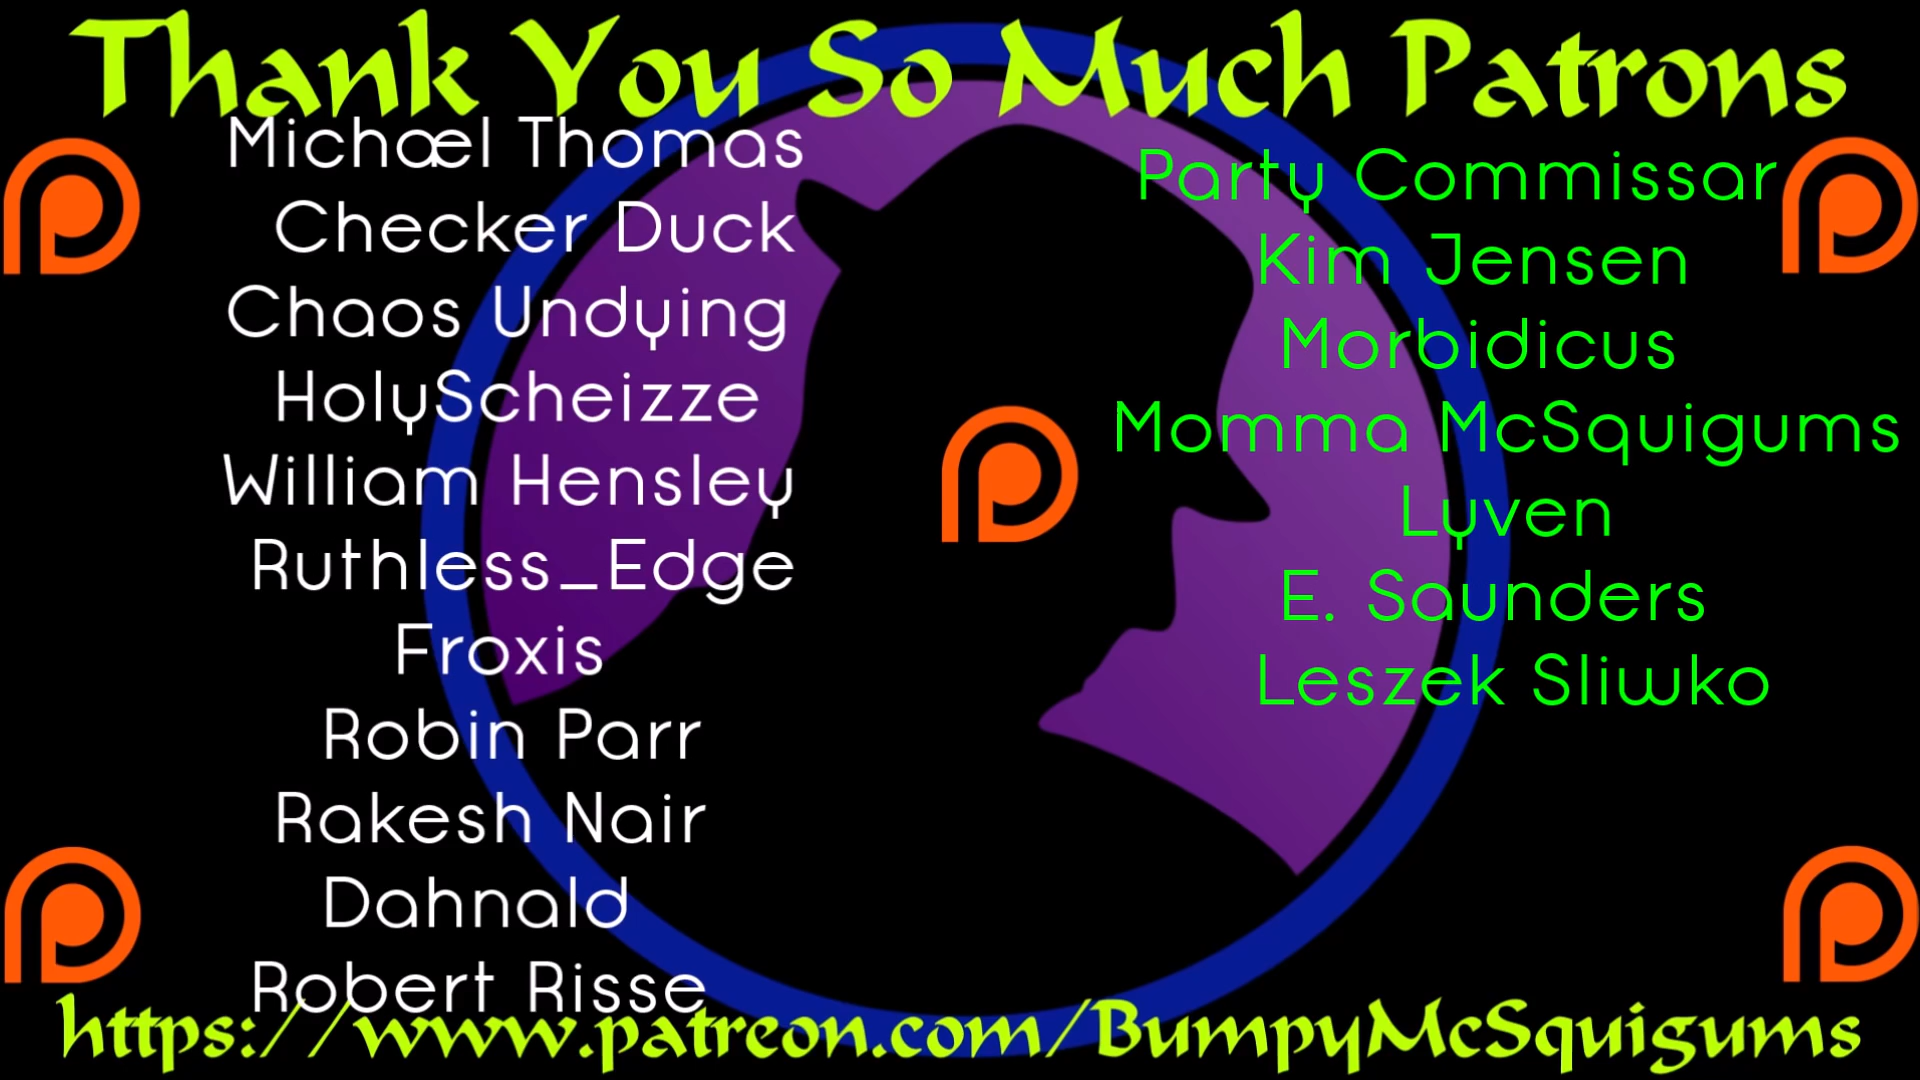 Thank You So Much Patrons
Michael Thomas
Checker Duck
Chaos Undying
HolyScheizze
William Hensley
Ruthless_Edge
Froxis
Robin Parr
Rakesh Nair
Dahnald
Robert Risse
Party Commissar
Kim Jensen
Morbidicus
Momma McSquigums
Lyven
E. Saunders
Leszek Sliwko
https://www.patreon.com/BumpyMcSquigums